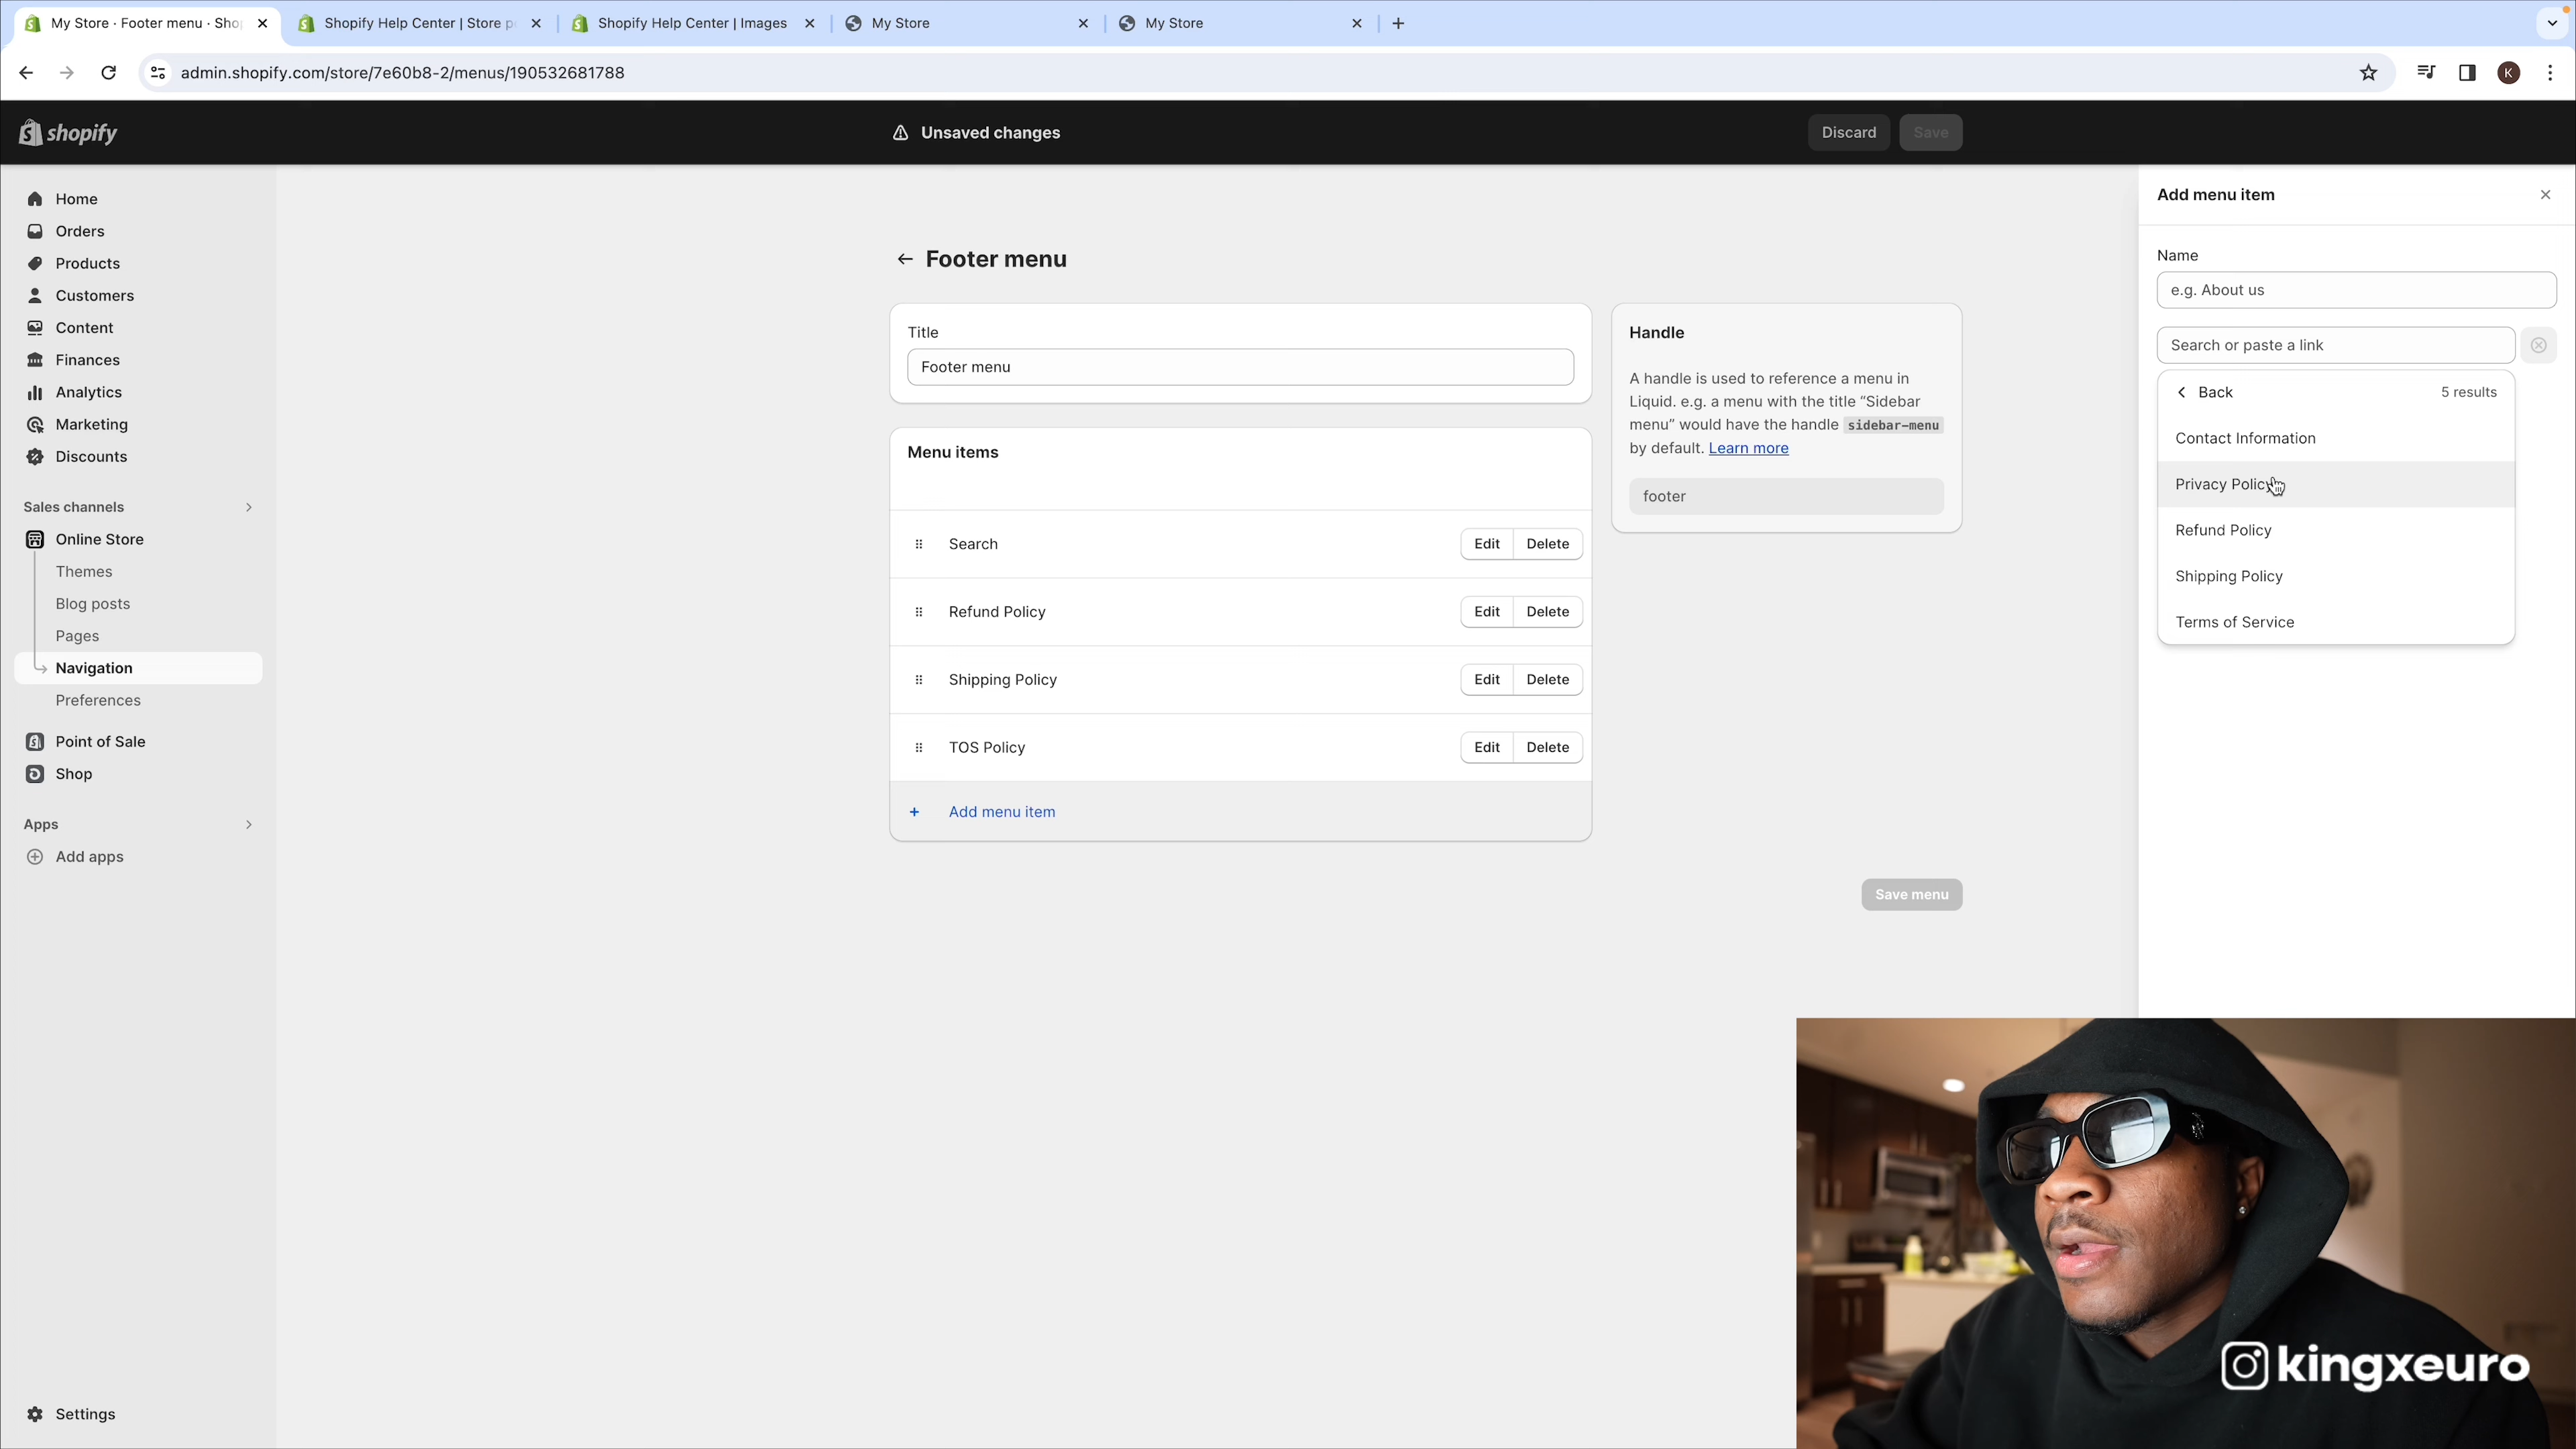 My Store · Footer menu · Sho
Shopify Help Center | Store p
Shopify Help Center | Images
My Store
My Store
admin.shopify.com/store/7e60b8-2/menus/190532681788
K
shopify
Unsaved changes
Discard
Save
Home
Orders
Products
Customers
Content
Finances
Analytics
Marketing
Discounts
Sales channels
Online Store
Themes
Blog posts
Pages
Navigation
Preferences
Point of Sale
Shop
Apps
Add apps
Settings
Footer menu
Title
Footer menu
Menu items
Search
Edit
Delete
Refund Policy
Edit
Delete
Shipping Policy
Edit
Delete
TOS Policy
Edit
Delete
+ Add menu item
Handle
A handle is used to reference a menu in
Liquid. e.g. a menu with the title “Sidebar
menu” would have the handle sidebar-menu
by default. Learn more
footer
Save menu
Add menu item
Name
e.g. About us
Search or paste a link
Back
5 results
Contact Information
Privacy Policy
Refund Policy
Shipping Policy
Terms of Service
kingxeuro